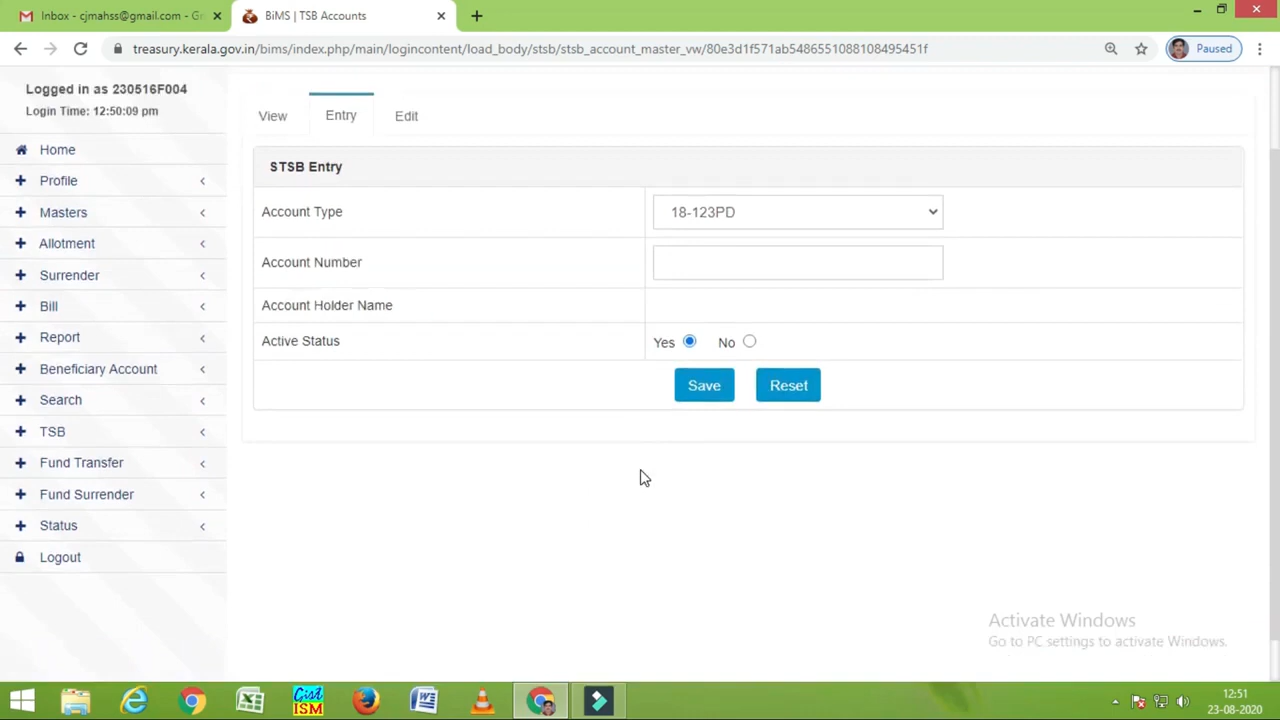 Inbox - cjmahss@gmail.com - Gm
BiMS | TSB Accounts
treasury.kerala.gov.in/bims/index.php/main/logincontent/load_body/stsb/stsb_account_master_vw/80e3d1f571ab5486551088108495451f
Paused
Logged in as 230516F004
Login Time: 12:50:09 pm
Home
Profile
Masters
Allotment
Surrender
Bill
Report
Beneficiary Account
Search
TSB
Fund Transfer
Fund Surrender
Status
Logout
View Entry Edit
STSB Entry
Account Type 18-123PD
Account Number
Account Holder Name
Active Status Yes No
Save Reset
Activate Windows
Go to PC settings to activate Windows.
Gist
ISM
12:51
23-08-2020